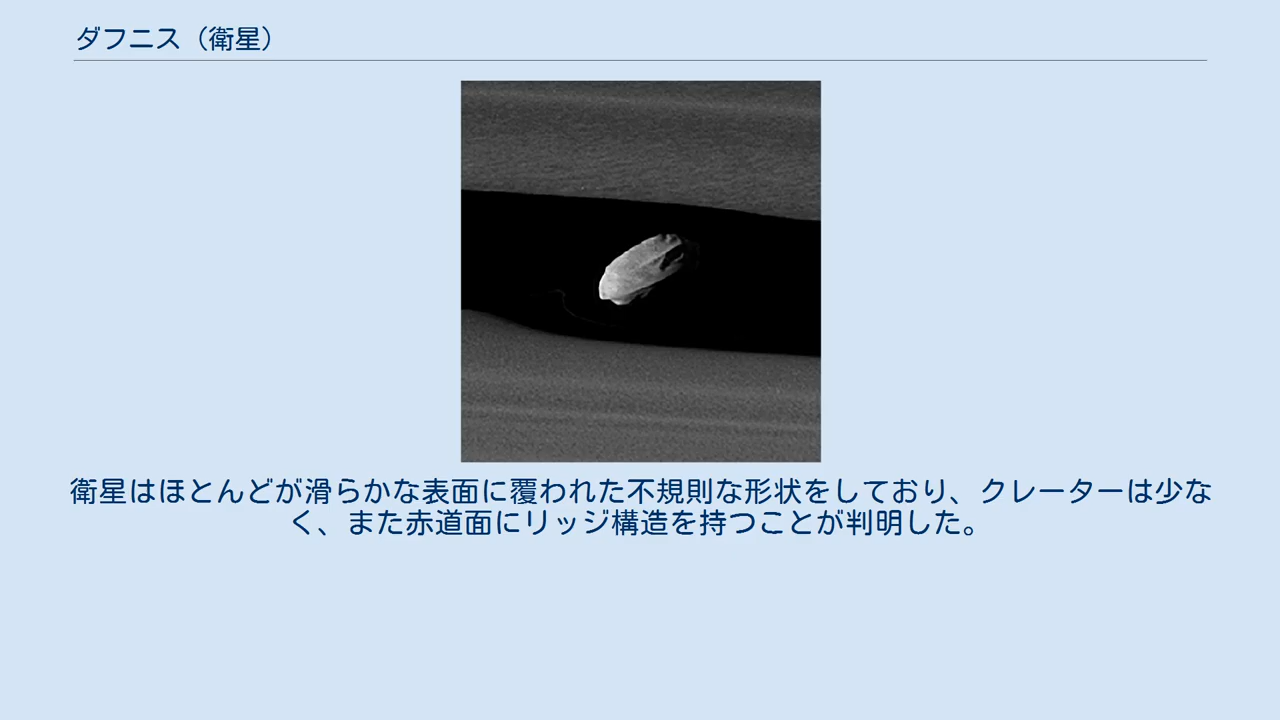 ダフニス（衛星）
衛星はほとんどが滑らかな表面に覆われた不規則な形状をしており、クレーターは少な
く、また赤道面にリッジ構造を持つことが判明した。